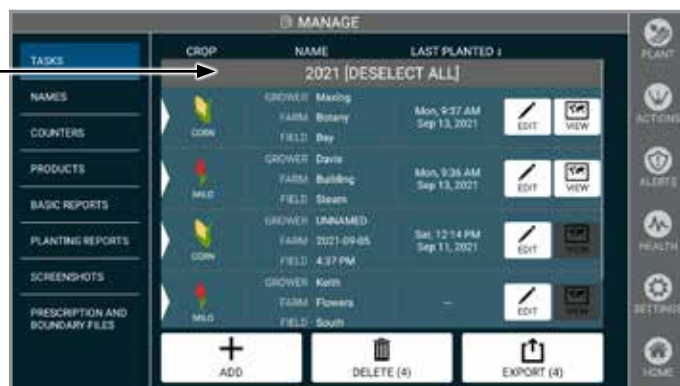 MANAGE
TASKS
NAMES
COUNTERS
PRODUCTS
BASIC REPORTS
PLANTING REPORTS
SCREENSHOTS
PRESCRIPTION AND
BOUNDARY FILES
CROP NAME LAST PLANTED ↓
2021 [DESELECT ALL]
CORN
GROWER Maxing
FARM Botany
FIELD Bay
Mon, 9:37 AM
Sep 13, 2021
EDIT VIEW
MILO
GROWER Davis
FARM Building
FIELD Steam
Mon, 9:36 AM
Sep 13, 2021
EDIT VIEW
CORN
GROWER UNNAMED
FARM 2021-09-05
FIELD 4:37 PM
Sat, 12:14 PM
Sep 11, 2021
EDIT VIEW
MILO
GROWER Keith
FARM Flowers
FIELD South
--
EDIT VIEW
ADD DELETE (4) EXPORT (4)
PLANT
ACTIONS
ALERTS
HEALTH
SETTINGS
HOME